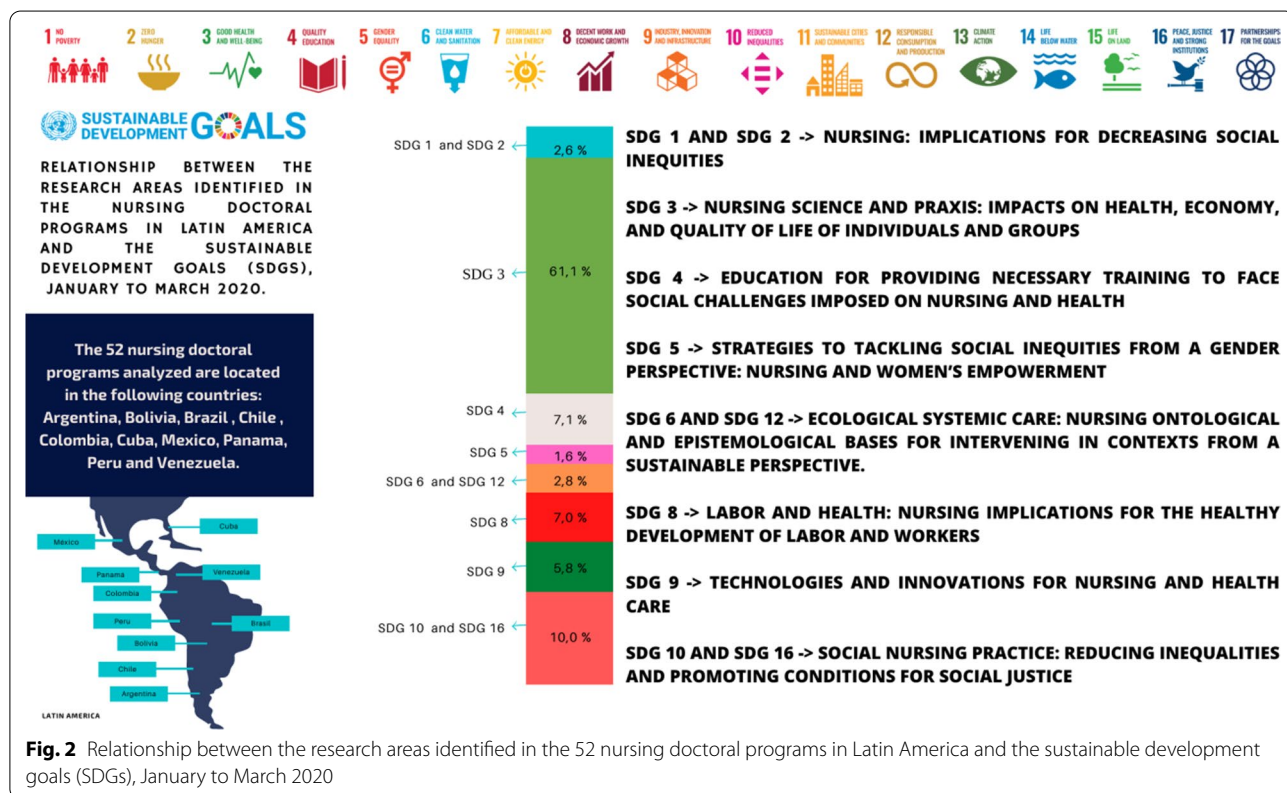 1 NO POVERTY
2 ZERO HUNGER
3 GOOD HEALTH AND WELL-BEING
4 QUALITY EDUCATION
5 GENDER EQUALITY
6 CLEAN WATER AND SANITATION
7 AFFORDABLE AND CLEAN ENERGY
8 DECENT WORK AND ECONOMIC GROWTH
9 INDUSTRY, INNOVATION AND INFRASTRUCTURE
10 REDUCED INEQUALITIES
11 SUSTAINABLE CITIES AND COMMUNITIES
12 RESPONSIBLE CONSUMPTION AND PRODUCTION
13 CLIMATE ACTION
14 LIFE BELOW WATER
15 LIFE ON LAND
16 PEACE, JUSTICE AND STRONG INSTITUTIONS
17 PARTNERSHIPS FOR THE GOALS
SUSTAINABLE
DEVELOPMENT GOALS
RELATIONSHIP BETWEEN THE
RESEARCH AREAS IDENTIFIED IN
THE NURSING DOCTORAL
PROGRAMS IN LATIN AMERICA
AND THE SUSTAINABLE
DEVELOPMENT GOALS (SDGS),
JANUARY TO MARCH 2020.
The 52 nursing doctoral
programs analyzed are located
in the following countries:
Argentina, Bolivia, Brazil , Chile ,
Colombia, Cuba, Mexico, Panama,
Peru and Venezuela.
Cuba
México
Panamá
Venezuela
Colombia
Peru
Brasil
Bolivia
Chile
Argentina
LATIN AMERICA
SDG 1 and SDG 2
2,6 %
SDG 3
61,1 %
SDG 4
7,1 %
SDG 5
1,6 %
SDG 6 and SDG 12
2,8 %
SDG 8
7,0 %
SDG 9
5,8 %
SDG 10 and SDG 16
10,0 %
SDG 1 AND SDG 2 -> NURSING: IMPLICATIONS FOR DECREASING SOCIAL
INEQUITIES
SDG 3 -> NURSING SCIENCE AND PRAXIS: IMPACTS ON HEALTH, ECONOMY,
AND QUALITY OF LIFE OF INDIVIDUALS AND GROUPS
SDG 4 -> EDUCATION FOR PROVIDING NECESSARY TRAINING TO FACE
SOCIAL CHALLENGES IMPOSED ON NURSING AND HEALTH
SDG 5 -> STRATEGIES TO TACKLING SOCIAL INEQUITIES FROM A GENDER
PERSPECTIVE: NURSING AND WOMEN'S EMPOWERMENT
SDG 6 AND SDG 12 -> ECOLOGICAL SYSTEMIC CARE: NURSING ONTOLOGICAL
AND EPISTEMOLOGICAL BASES FOR INTERVENING IN CONTEXTS FROM A
SUSTAINABLE PERSPECTIVE.
SDG 8 -> LABOR AND HEALTH: NURSING IMPLICATIONS FOR THE HEALTHY
DEVELOPMENT OF LABOR AND WORKERS
SDG 9 -> TECHNOLOGIES AND INNOVATIONS FOR NURSING AND HEALTH
CARE
SDG 10 AND SDG 16 -> SOCIAL NURSING PRACTICE: REDUCING INEQUALITIES
AND PROMOTING CONDITIONS FOR SOCIAL JUSTICE
Fig. 2 Relationship between the research areas identified in the 52 nursing doctoral programs in Latin America and the sustainable development
goals (SDGs), January to March 2020